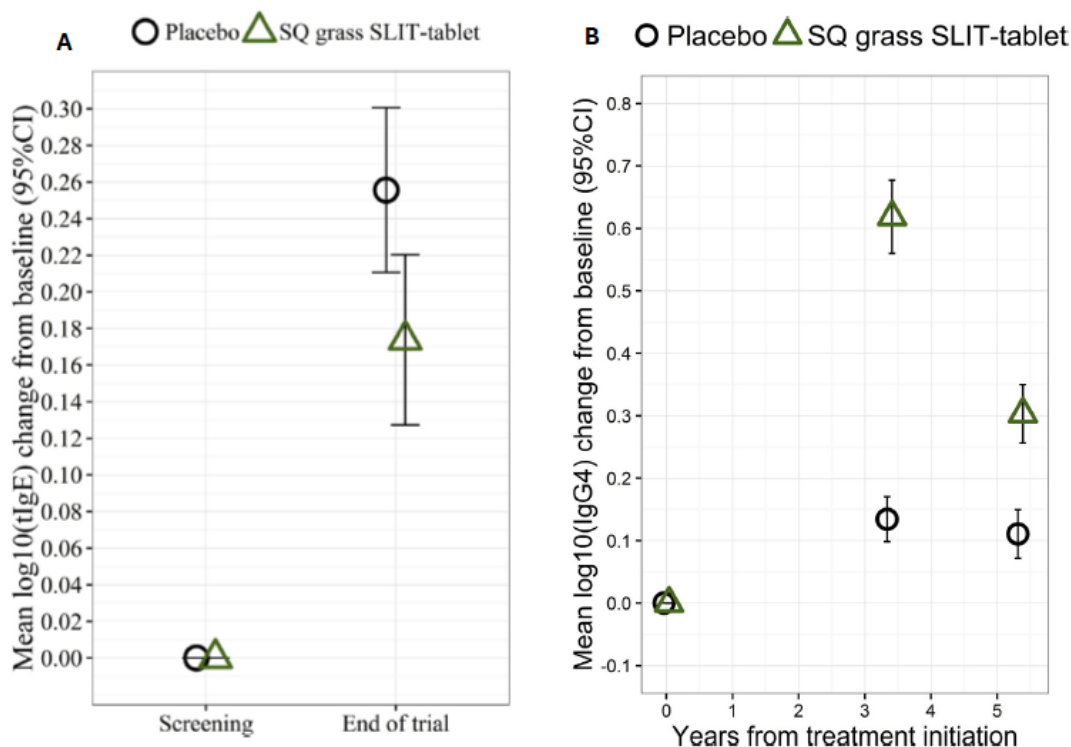 A
Placebo SQ grass SLIT-tablet
Mean log10(tIgE) change from baseline (95%CI)
0.30
0.28
0.26
0.24
0.22
0.20
0.18
0.16
0.14
0.12
0.10
0.08
0.06
0.04
0.02
0.00
Screening End of trial
B
Placebo SQ grass SLIT-tablet
Mean log10(IgG4) change from baseline (95%CI)
0.8
0.7
0.6
0.5
0.4
0.3
0.2
0.1
0.0
-0.1
0 1 2 3 4 5
Years from treatment initiation